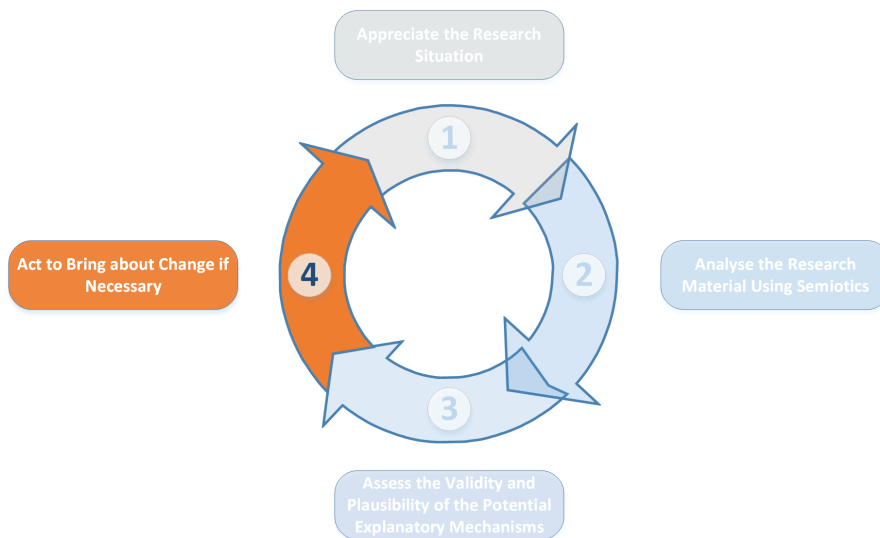 Appreciate the Research
Situation
1
Act to Bring about Change if
Necessary
4
2
Analyse the Research
Material Using Semiotics
3
Assess the Validity and
Plausibility of the Potential
Explanatory Mechanisms